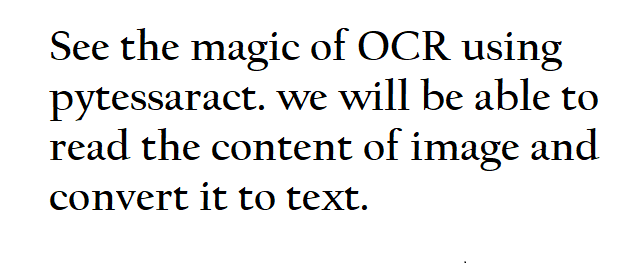 See the magic of OCR using
pytessaract. we will be able to
read the content of image and
convert it to text.